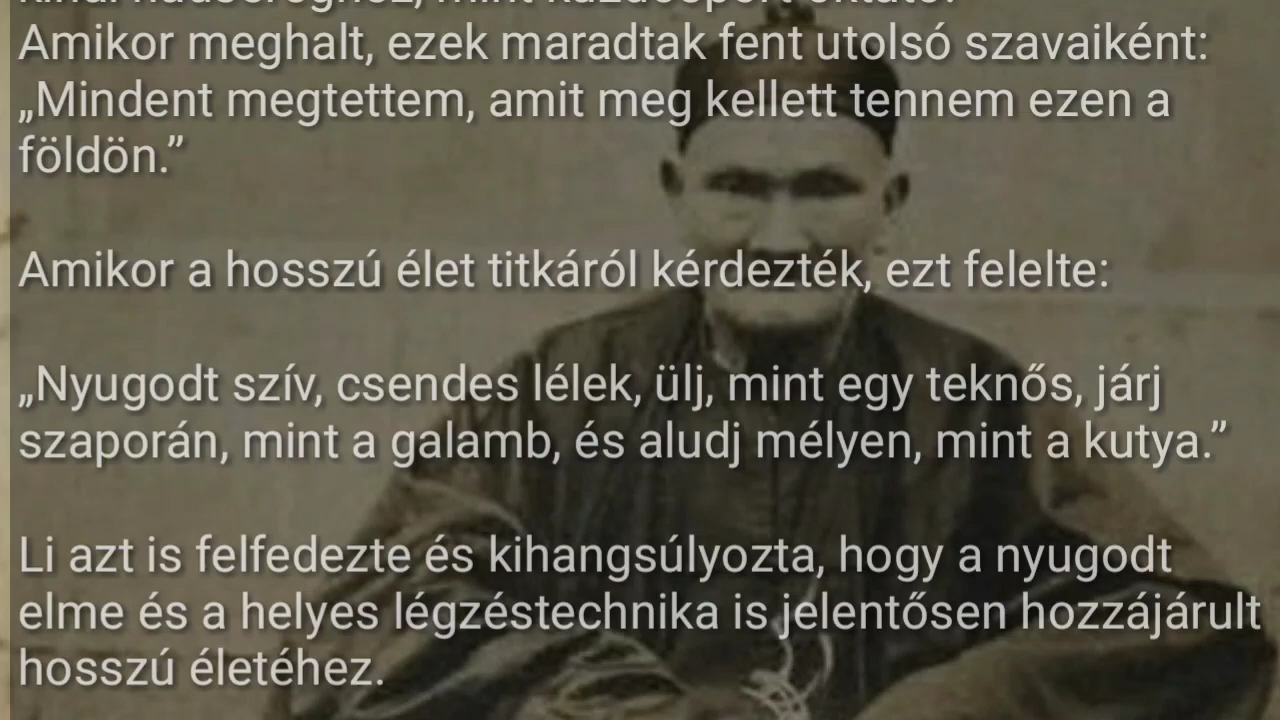 Amikor meghalt, ezek maradtak fent utolsó szavaiként:
„Mindent megtettem, amit meg kellett tennem ezen a
földön.”
Amikor a hosszú élet titkáról kérdezték, ezt felelte:
„Nyugodt szív, csendes lélek, ülj, mint egy teknős, járj
szaporán, mint a galamb, és aludj mélyen, mint a kutya.”
Li azt is felfedezte és kihangsúlyozta, hogy a nyugodt
elme és a helyes légzéstechnika is jelentősen hozzájárult
hosszú életéhez.